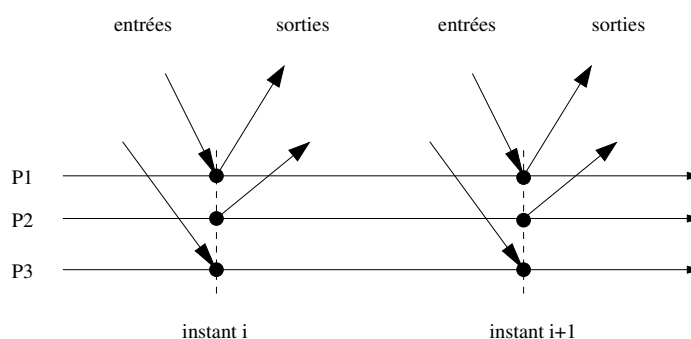 entrées sorties entrées sorties
P1
P2
P3
instant i instant i+1